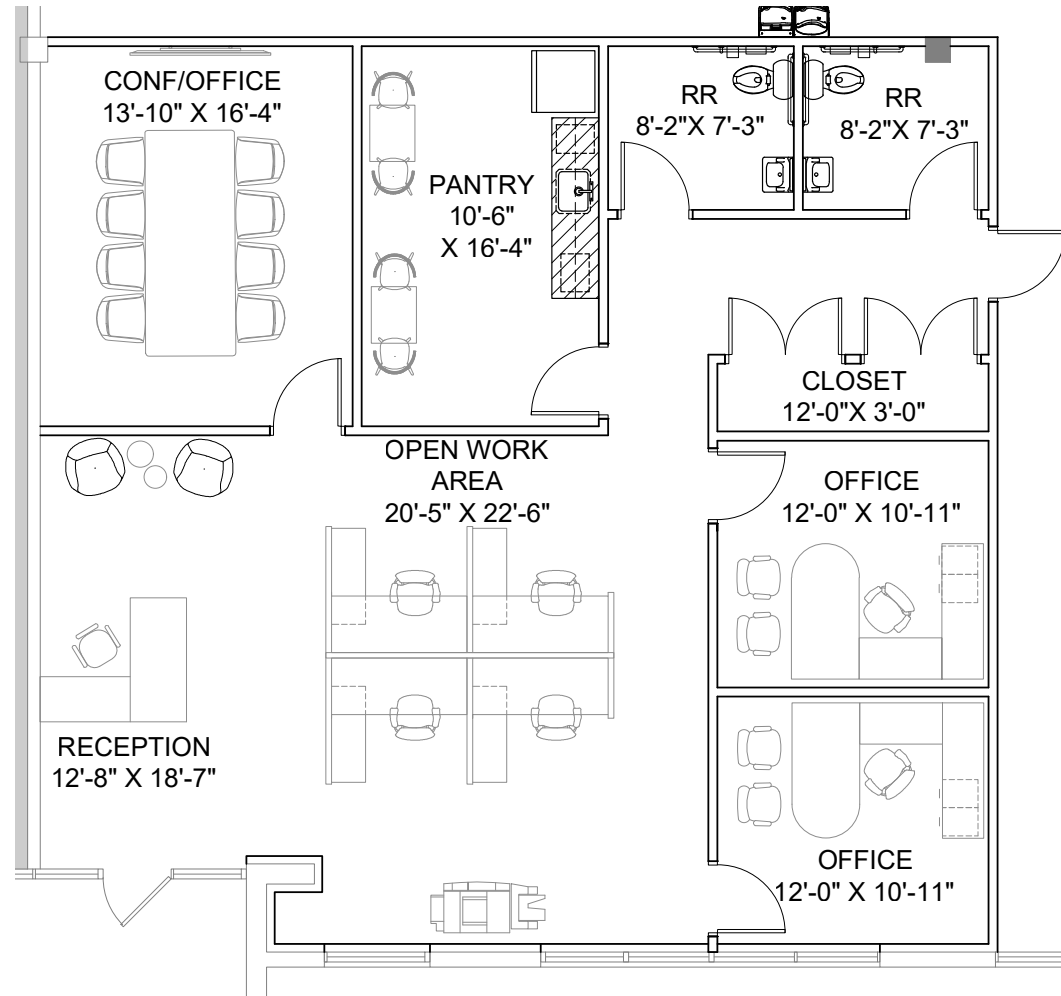 CONF/OFFICE
13'-10" X 16'-4"
PANTRY
10'-6"
X 16'-4"
RR
8'-2"X 7'-3"
RR
8'-2"X 7'-3"
CLOSET
12'-0"X 3'-0"
OPEN WORK
AREA
20'-5" X 22'-6"
OFFICE
12'-0" X 10'-11"
RECEPTION
12'-8" X 18'-7"
OFFICE
12'-0" X 10'-11"